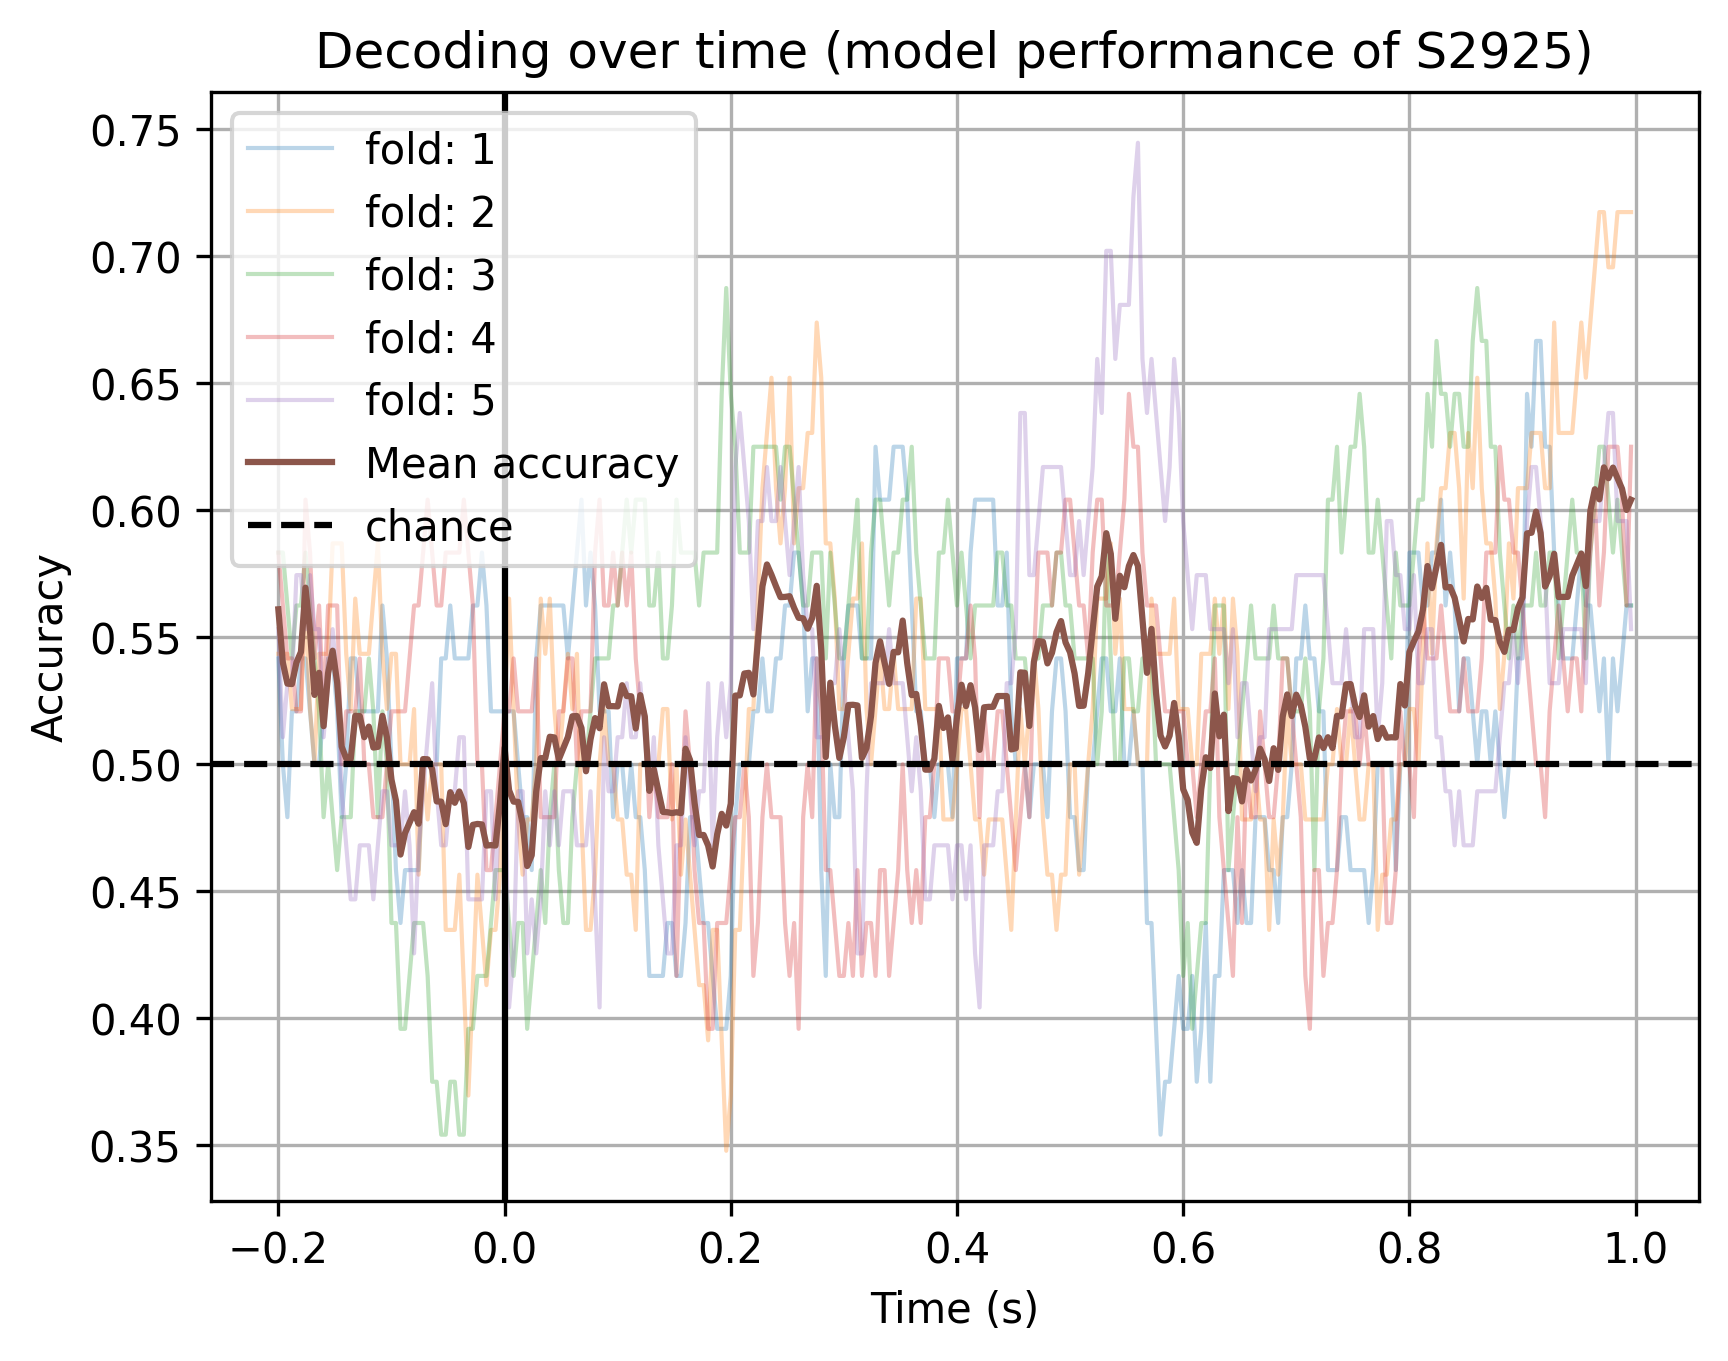 Decoding over time (model performance of S2925)
Accuracy
0.75
0.70
0.65
0.60
0.55
0.50
0.45
0.40
0.35
fold: 1
fold: 2
fold: 3
fold: 4
fold: 5
Mean accuracy
chance
−0.2 0.0 0.2 0.4 0.6 0.8 1.0
Time (s)